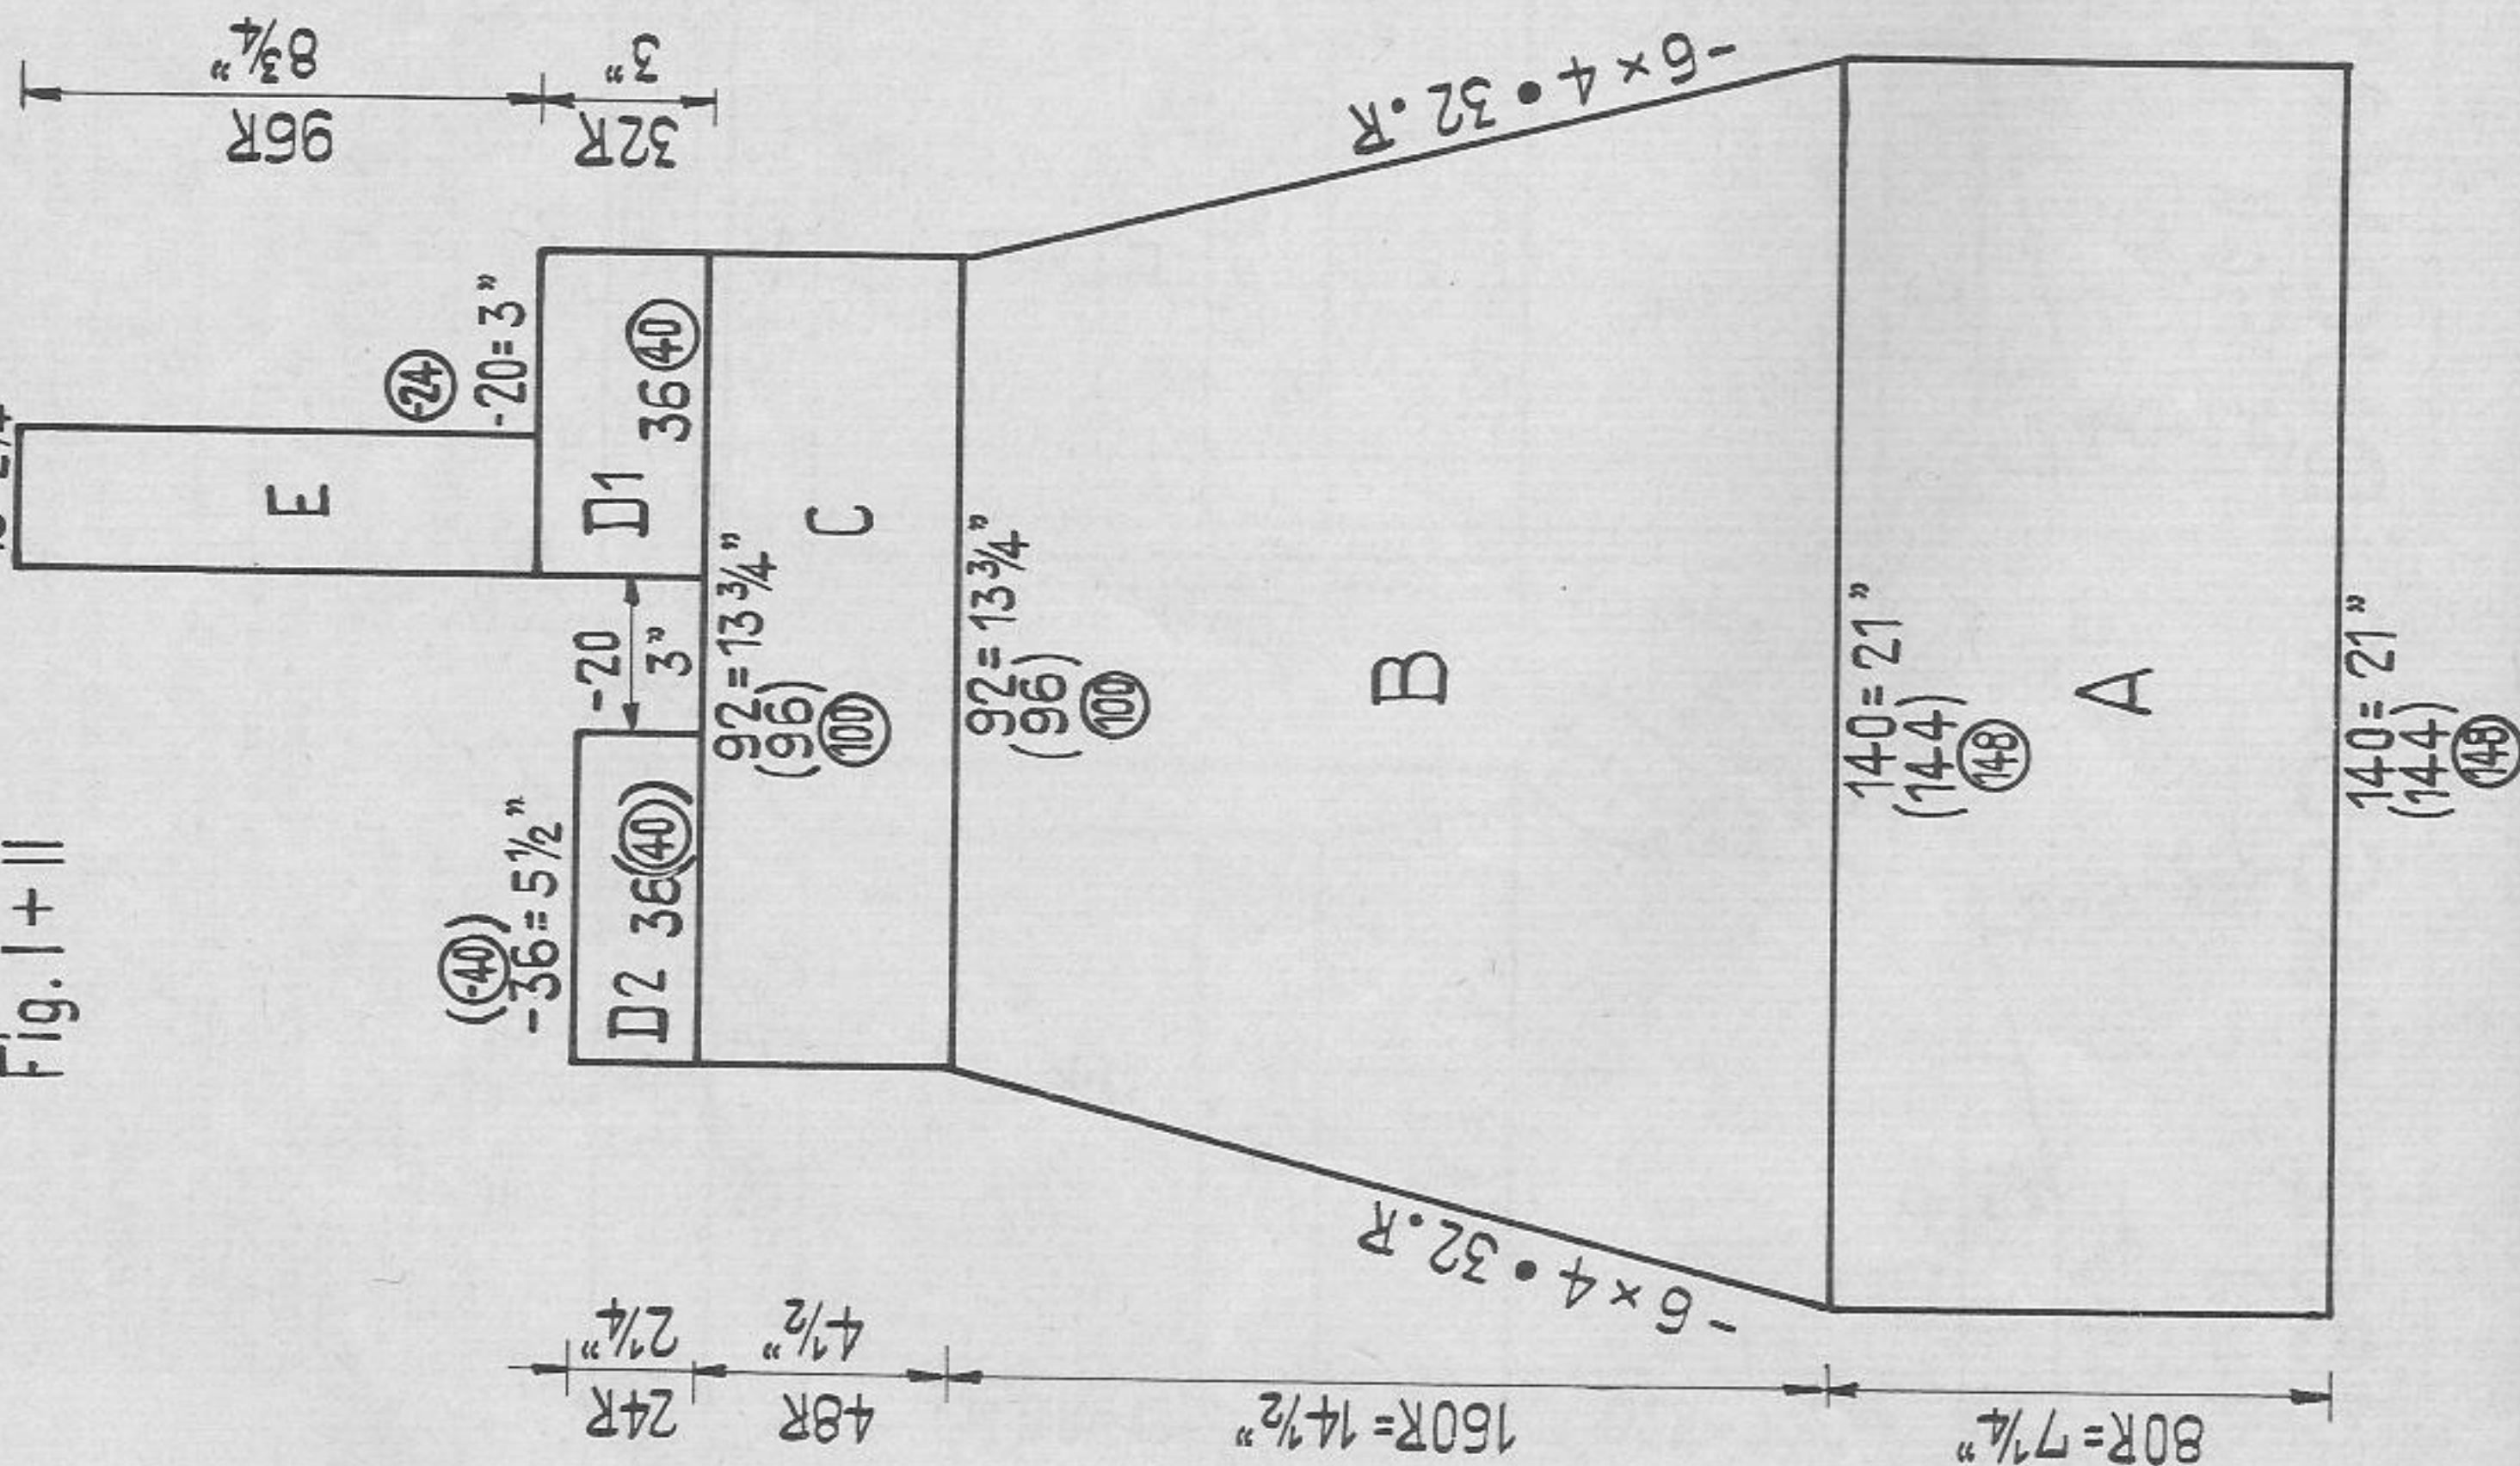 Fig. I + II
8¾"
96R
3"
32R
E
(-24)
-20=3"
D1 36(40)
-20
3"
((-40))
-36=5½"
D2 36((40))
92=13¾"
(96)
(100)
C
92=13¾"
(96)
(100)
B
-6×4•32.R
-6×4•32.R
140=21"
(144)
(148)
A
140=21"
(144)
(148)
2¼"
24R
4½"
48R
160R=14½"
80R=7¼"